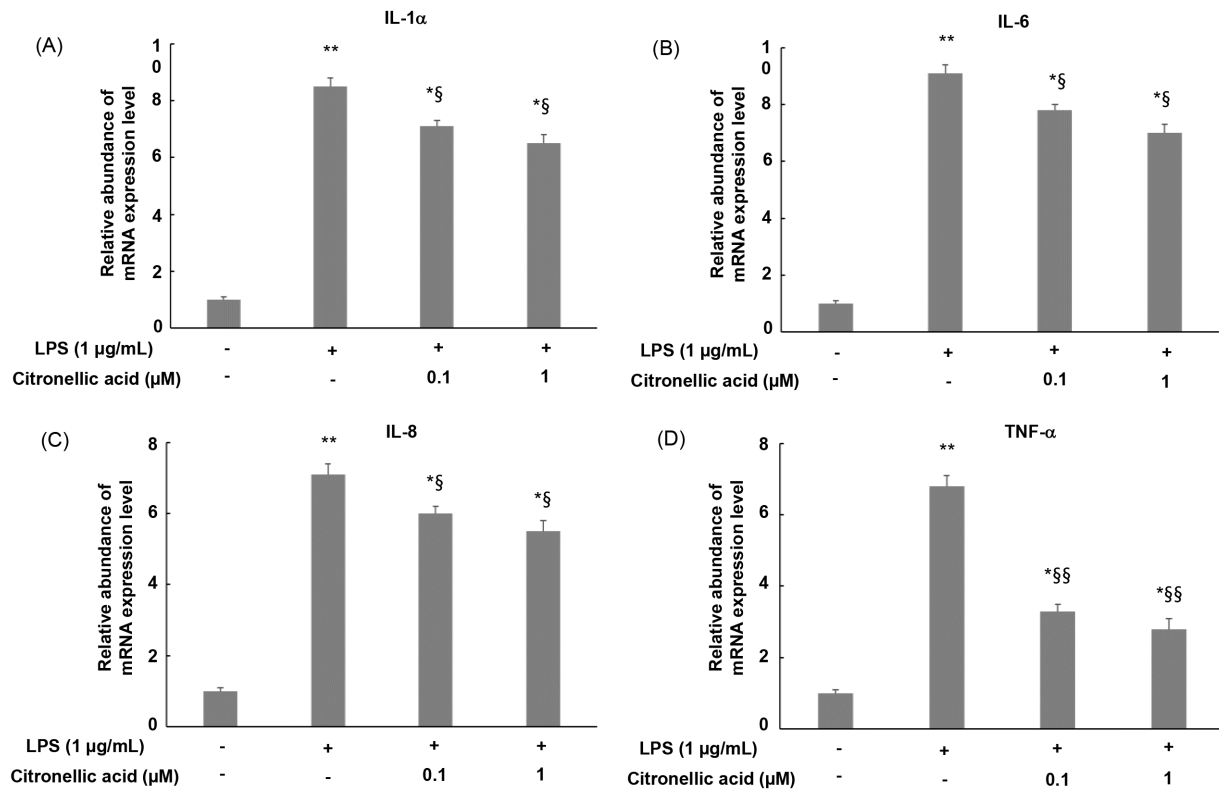 IL-1α
(A)
Relative abundance of
mRNA expression level
1
0
8
6
4
2
0
**
*§
*§
LPS (1 µg/mL) - + + +
Citronellic acid (µM) - - 0.1 1
IL-6
(B)
Relative abundance of
mRNA expression level
1
0
8
6
4
2
0
**
*§
*§
LPS (1 µg/mL) - + + +
Citronellic acid (µM) - - 0.1 1
IL-8
(C)
Relative abundance of
mRNA expression level
8
6
4
2
0
**
*§
*§
LPS (1 µg/mL) - + + +
Citronellic acid (µM) - - 0.1 1
TNF-α
(D)
Relative abundance of
mRNA expression level
8
6
4
2
0
**
*§§
*§§
LPS (1 µg/mL) - + + +
Citronellic acid (µM) - - 0.1 1